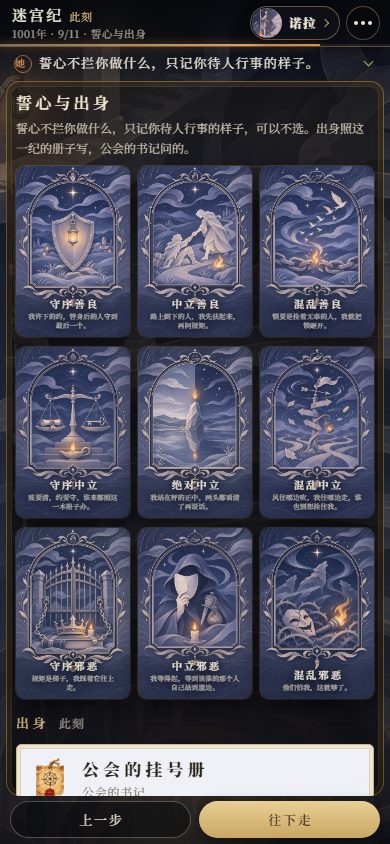 迷宫纪 此刻
1001年 · 9/11 · 誓心与出身
诺拉
她 誓心不拦你做什么，只记你待人行事的样子。
誓心与出身
誓心不拦你做什么，只记你待人行事的样子，可以不选。出身照这
一纪的册子写，公会的书记问的。
守序善良
我许下的约，替身后的人守到
最后一个。
中立善良
路上倒下的人，我先扶起来，
再问规矩。
混乱善良
锁要是拴着无辜的人，我就把
锁砸开。
守序中立
账要清，约要守，谁来都照这
一本册子办。
绝对中立
我站在秤的正中，两头都看清
了再说话。
混乱中立
风往哪边吹，我往哪边走，谁
也别想拴住我。
守序邪恶
规矩是梯子，我踩着它往上
走。
中立邪恶
我等得起，等到该推的那个人
自己站到崖边。
混乱邪恶
他们怕我，这就够了。
出身 此刻
公会的挂号册
公会的书记
上一步
往下走